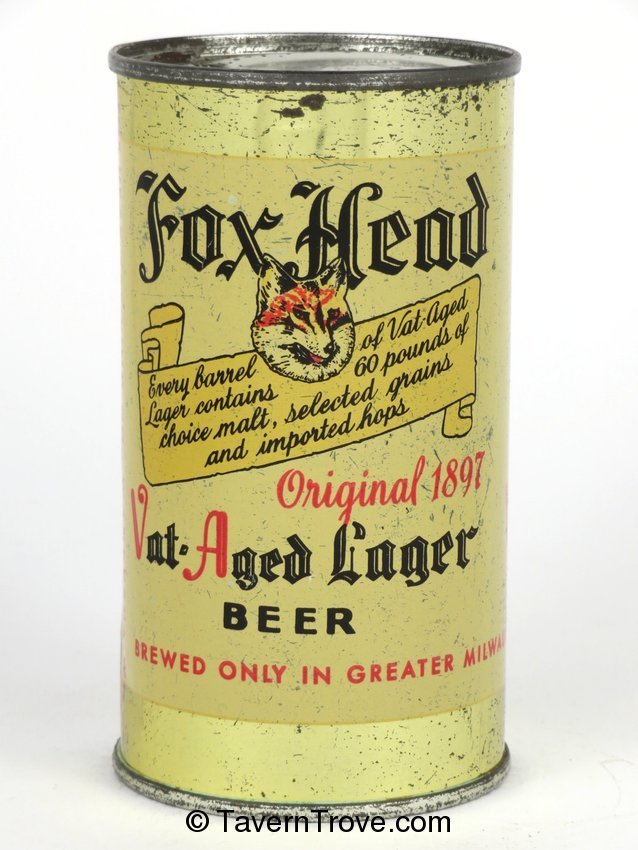 Fox Head
Every barrel of Vat-Aged
Lager contains 60 pounds of
choice malt, selected grains
and imported hops
Original 1897
Vat-Aged Lager
BEER
BREWED ONLY IN GREATER
© TavernTrove.com